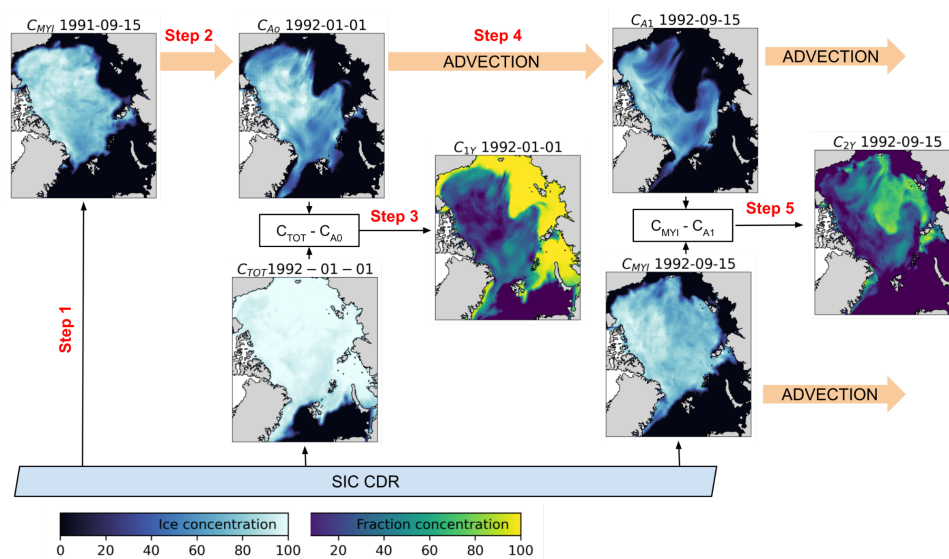 C_MYI 1991-09-15
Step 2
C_A0 1992-01-01
Step 4
ADVECTION
C_A1 1992-09-15
ADVECTION
C_1Y 1992-01-01
C_2Y 1992-09-15
C_TOT - C_A0
Step 3
C_MYI - C_A1
Step 5
C_TOT 1992 − 01 − 01
C_MYI 1992-09-15
Step 1
ADVECTION
SIC CDR
Ice concentration
0 20 40 60 80 100
Fraction concentration
20 40 60 80 100